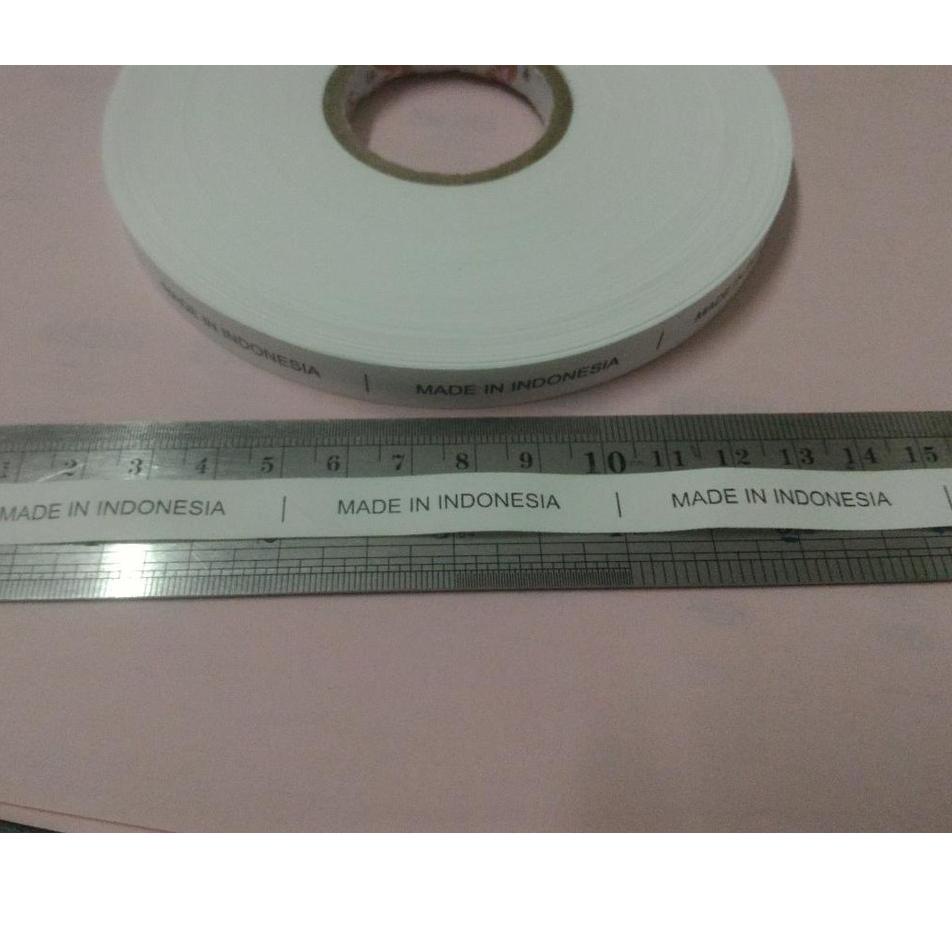 MADE IN INDONESIA | MADE IN INDONESIA | MADE
1 2 3 4 5 6 7 8 9 10 11 12 13 14 15
MADE IN INDONESIA | MADE IN INDONESIA | MADE IN INDONESIA |